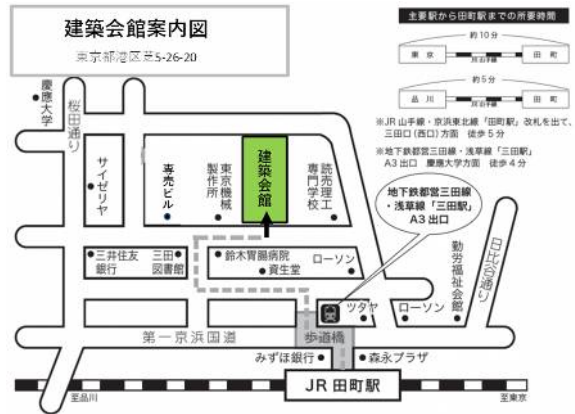 建築会館案内図
東京都港区芝5-26-20
主要駅から田町駅までの所要時間
約10分
東京
JR山手線
田町
約5分
品川
JR山手線
田町
※JR山手線・京浜東北線「田町駅」改札を出て、
三田口(西口)方面 徒歩5分
※地下鉄都営三田線・浅草線「三田駅」
A3出口 慶應大学方面 徒歩4分
慶應大学
桜田通り
サイゼリヤ
専売ビル
東京機械
製作所
建築会館
読売理工
専門学校
地下鉄都営三田線
・浅草線「三田駅」
A3出口
三井住友
銀行
三田
図書館
鈴木胃腸病院
資生堂
ローソン
ツタヤ
ローソン
勤労福祉会館
日比谷通り
第一京浜国道
歩道橋
みずほ銀行
森永プラザ
JR田町駅
至品川
至東京